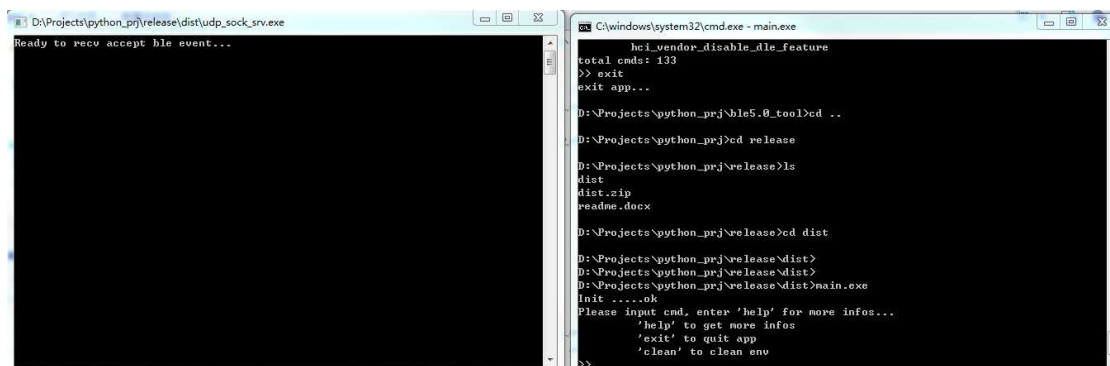 D:\Projects\python_prj\release\dist\udp_sock_srv.exe
Ready to recv accept ble event...
C:\windows\system32\cmd.exe - main.exe
hci_vendor_disable_dle_feature
total cmds: 133
>> exit
exit app...
D:\Projects\python_prj\ble5.0_tool>cd ..
D:\Projects\python_prj>cd release
D:\Projects\python_prj\release>ls
dist
dist.zip
readme.docx
D:\Projects\python_prj\release>cd dist
D:\Projects\python_prj\release\dist>
D:\Projects\python_prj\release\dist>
D:\Projects\python_prj\release\dist>main.exe
Init .....ok
Please input cmd, enter 'help' for more infos...
'help' to get more infos
'exit' to quit app
'clean' to clean env
>>